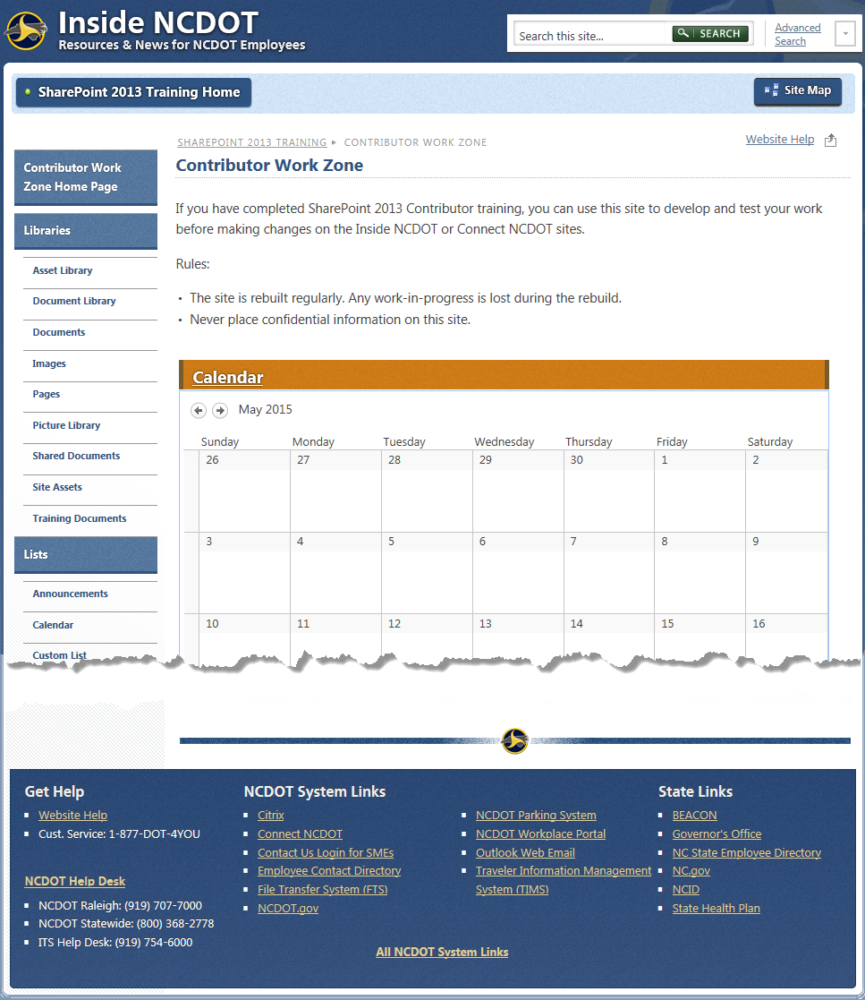 Inside NCDOT
Resources & News for NCDOT Employees
Search this site...
SEARCH
Advanced
Search
SharePoint 2013 Training Home
Site Map
SHAREPOINT 2013 TRAINING ▸ CONTRIBUTOR WORK ZONE
Website Help
Contributor Work Zone
Contributor Work
Zone Home Page
Libraries
Asset Library
Document Library
Documents
Images
Pages
Picture Library
Shared Documents
Site Assets
Training Documents
Lists
Announcements
Calendar
Custom List
If you have completed SharePoint 2013 Contributor training, you can use this site to develop and test your work
before making changes on the Inside NCDOT or Connect NCDOT sites.
Rules:
• The site is rebuilt regularly. Any work-in-progress is lost during the rebuild.
• Never place confidential information on this site.
Calendar
May 2015
Sunday Monday Tuesday Wednesday Thursday Friday Saturday
26 27 28 29 30 1 2
3 4 5 6 7 8 9
10 11 12 13 14 15 16
Get Help
Website Help
Cust. Service: 1-877-DOT-4YOU
NCDOT Help Desk
NCDOT Raleigh: (919) 707-7000
NCDOT Statewide: (800) 368-2778
ITS Help Desk: (919) 754-6000
NCDOT System Links
Citrix
Connect NCDOT
Contact Us Login for SMEs
Employee Contact Directory
File Transfer System (FTS)
NCDOT.gov
NCDOT Parking System
NCDOT Workplace Portal
Outlook Web Email
Traveler Information Management
System (TIMS)
All NCDOT System Links
State Links
BEACON
Governor's Office
NC State Employee Directory
NC.gov
NCID
State Health Plan